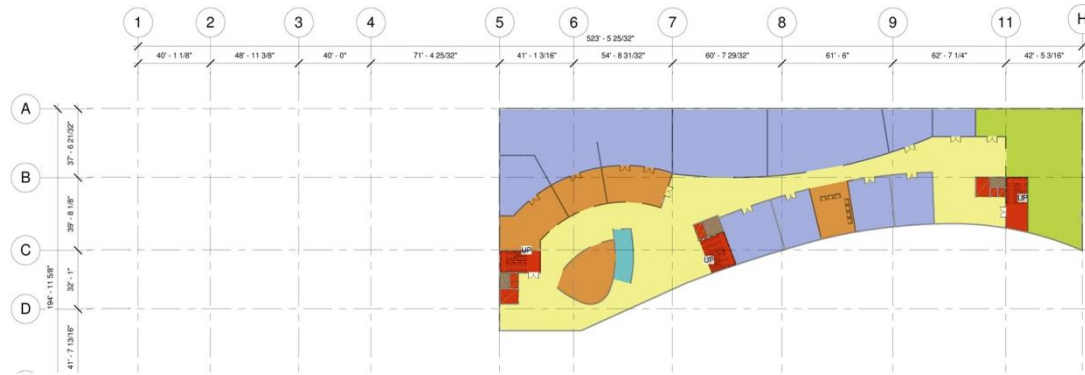 1 2 3 4 5 6 7 8 9 11 H
523' - 5 25/32"
40' - 1 1/8" 48' - 11 3/8" 40' - 0" 71' - 4 25/32" 41' - 1 3/16" 54' - 8 31/32" 60' - 7 29/32" 61' - 6" 62' - 7 1/4" 42' - 5 3/16"
A
37' - 6 21/32"
B
39' - 8 1/8"
C
32' - 1"
194' - 11 5/8"
D
41' - 7 13/16"
UP
UP
UP